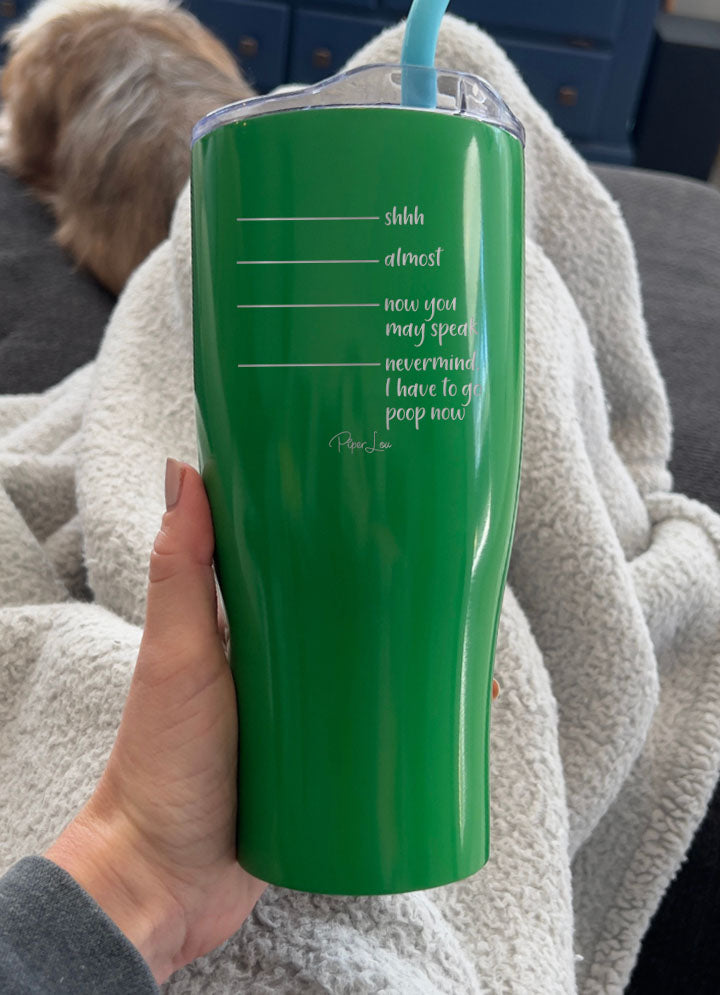 shhh
almost
now you
may speak
nevermind
I have to go
poop now
Piper Lou